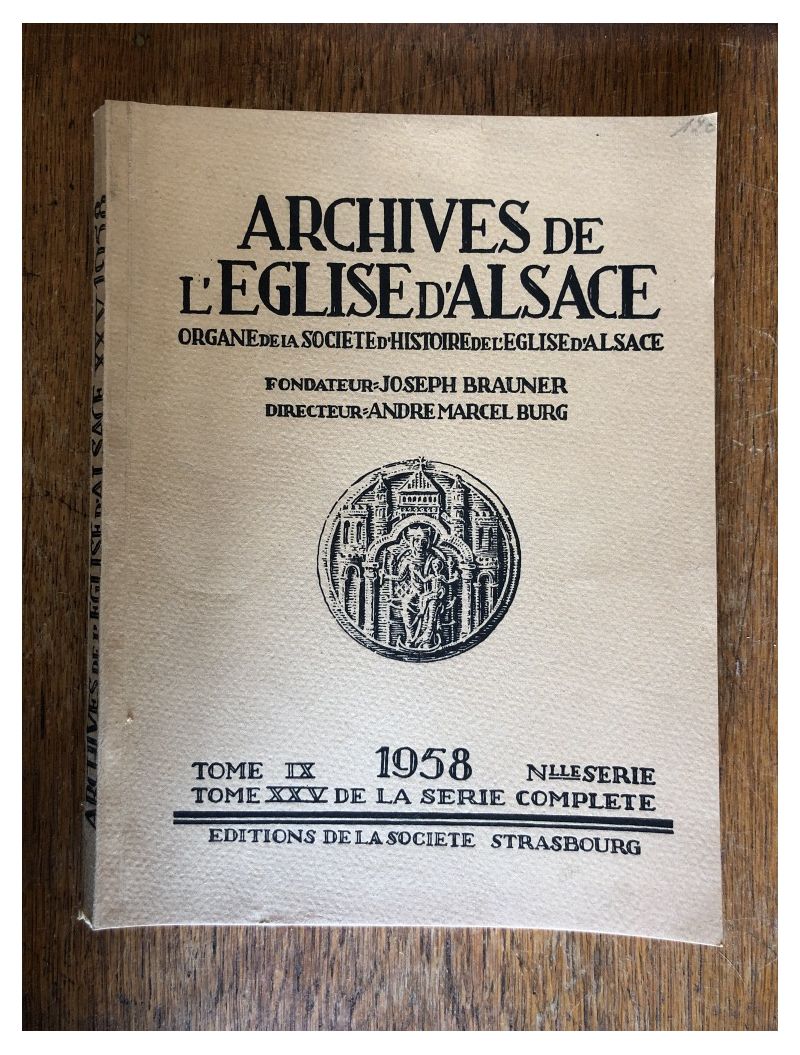 ARCHIVES DE
L'EGLISE D'ALSACE
ORGANE DE LA SOCIETE D'HISTOIRE DE L'EGLISE D'ALSACE
FONDATEUR=JOSEPH BRAUNER
DIRECTEUR=ANDRE MARCEL BURG
TOME IX 1958 NLLE SERIE
TOME XXV DE LA SERIE COMPLETE
EDITIONS DE LA SOCIETE STRASBOURG
ARCHIVES DE L'EGLISE D'ALSACE XXV 1958